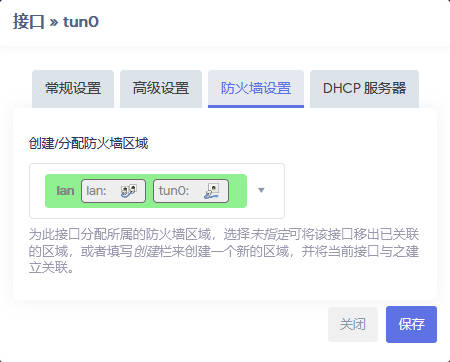 接口 » tun0
常规设置 高级设置 防火墙设置 DHCP 服务器
创建/分配防火墙区域
lan lan: tun0:
为此接口分配所属的防火墙区域，选择未指定可将该接口移出已关联
的区域，或者填写创建栏来创建一个新的区域，并将当前接口与之建
立关联。
关闭 保存